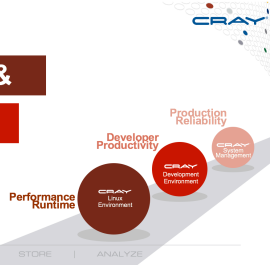 CRAY
&
Production
Reliability
Developer
Productivity
CRAY
System
Management
CRAY
Development
Environment
Performance
Runtime
CRAY
Linux
Environment
STORE | ANALYZE